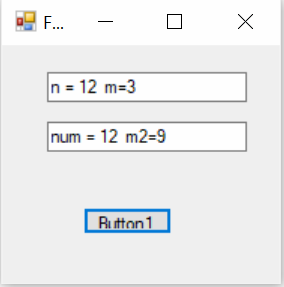 F...
n = 12 m=3
num = 12 m2=9
Button1